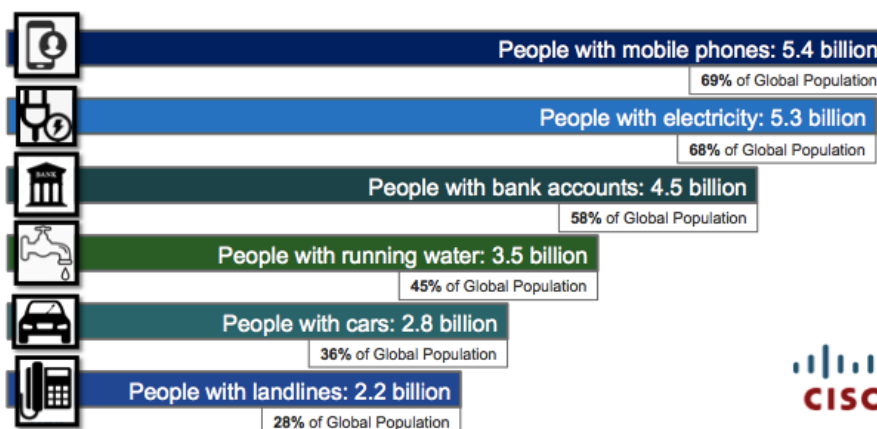 People with mobile phones: 5.4 billion
69% of Global Population
People with electricity: 5.3 billion
68% of Global Population
BANK
People with bank accounts: 4.5 billion
58% of Global Population
People with running water: 3.5 billion
45% of Global Population
People with cars: 2.8 billion
36% of Global Population
People with landlines: 2.2 billion
28% of Global Population
CISC